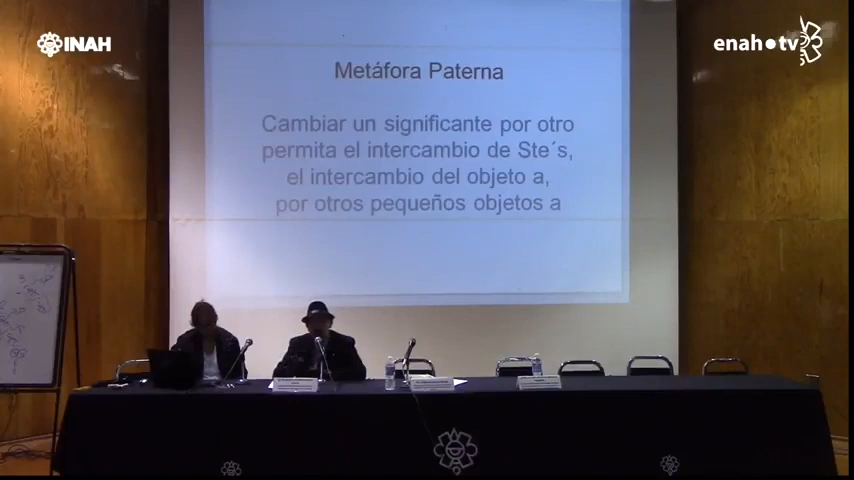 INAH
enah•tv
Metáfora Paterna
Cambiar un significante por otro
permita el intercambio de Ste´s,
el intercambio del objeto a,
por otros pequeños objetos a